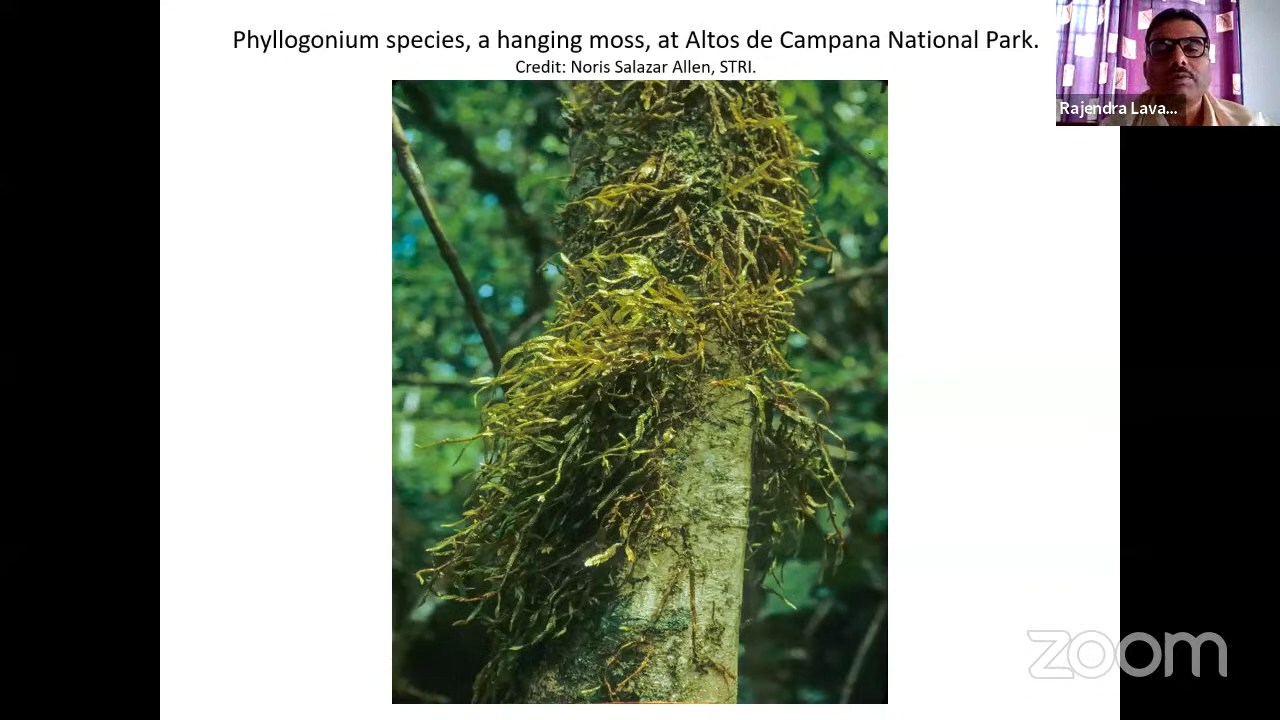 Phyllogonium species, a hanging moss, at Altos de Campana National Park.
Credit: Noris Salazar Allen, STRI.
Rajendra Lava...
zoom